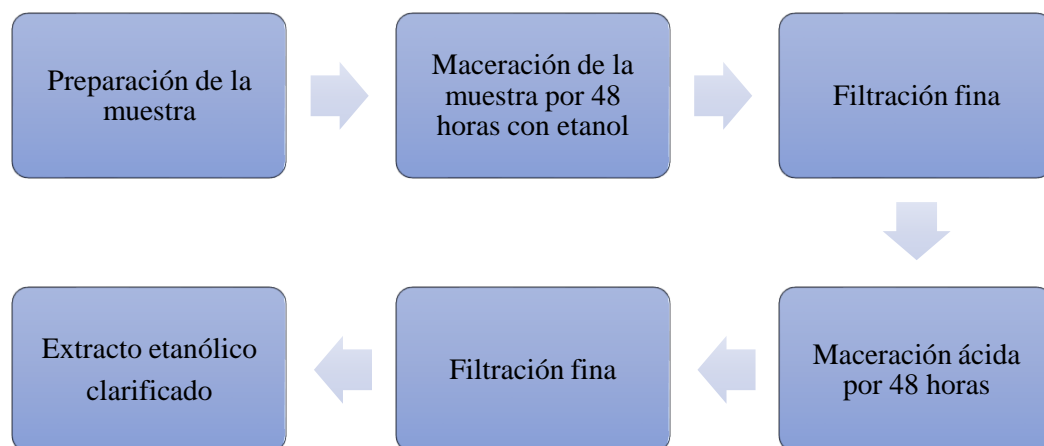 Preparación de la
muestra
Maceración de la
muestra por 48
horas con etanol
Filtración fina
Maceración ácida
por 48 horas
Filtración fina
Extracto etanólico
clarificado